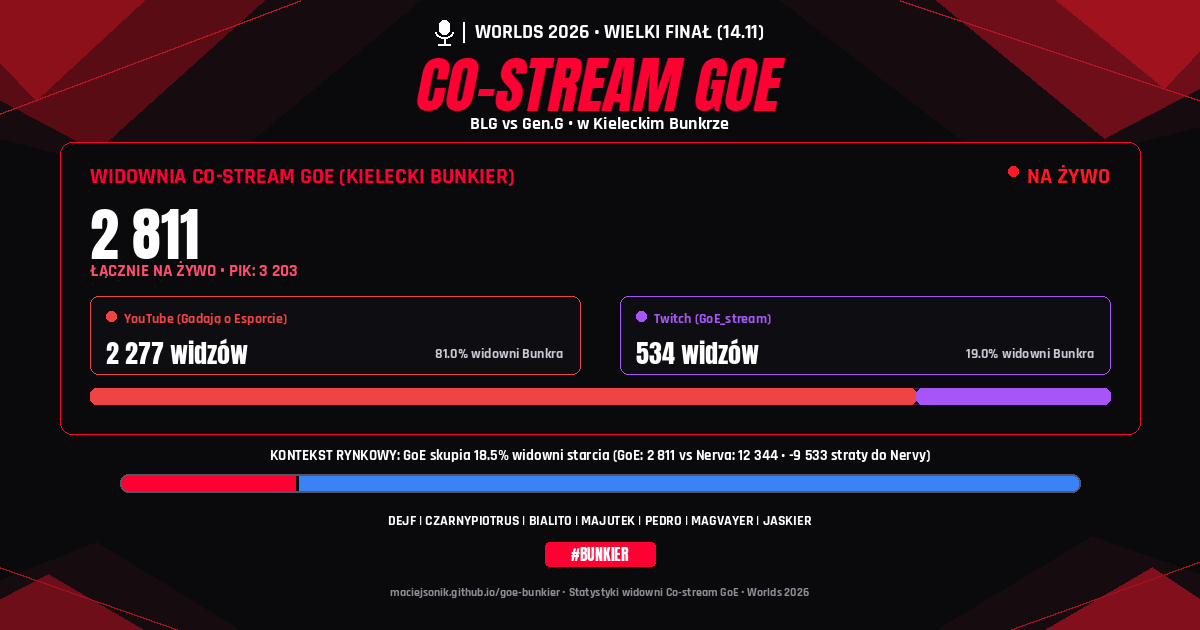 | WORLDS 2026 • WIELKI FINAŁ (14.11)
CO-STREAM GOE
BLG vs Gen.G • w Kieleckim Bunkrze
WIDOWNIA CO-STREAM GOE (KIELECKI BUNKIER)
NA ŻYWO
2 811
ŁĄCZNIE NA ŻYWO • PIK: 3 203
YouTube (Gadają o Esporcie)
2 277 widzów
81.0% widowni Bunkra
Twitch (GoE_stream)
534 widzów
19.0% widowni Bunkra
KONTEKST RYNKOWY: GoE skupia 18.5% widowni starcia (GoE: 2 811 vs Nerva: 12 344 • -9 533 straty do Nervy)
DEJF | CZARNYPIOTRUS | BIALITO | MAJUTEK | PEDRO | MAGVAYER | JASKIER
#BUNKIER
maciejsonik.github.io/goe-bunkier • Statystyki widowni Co-stream GoE • Worlds 2026